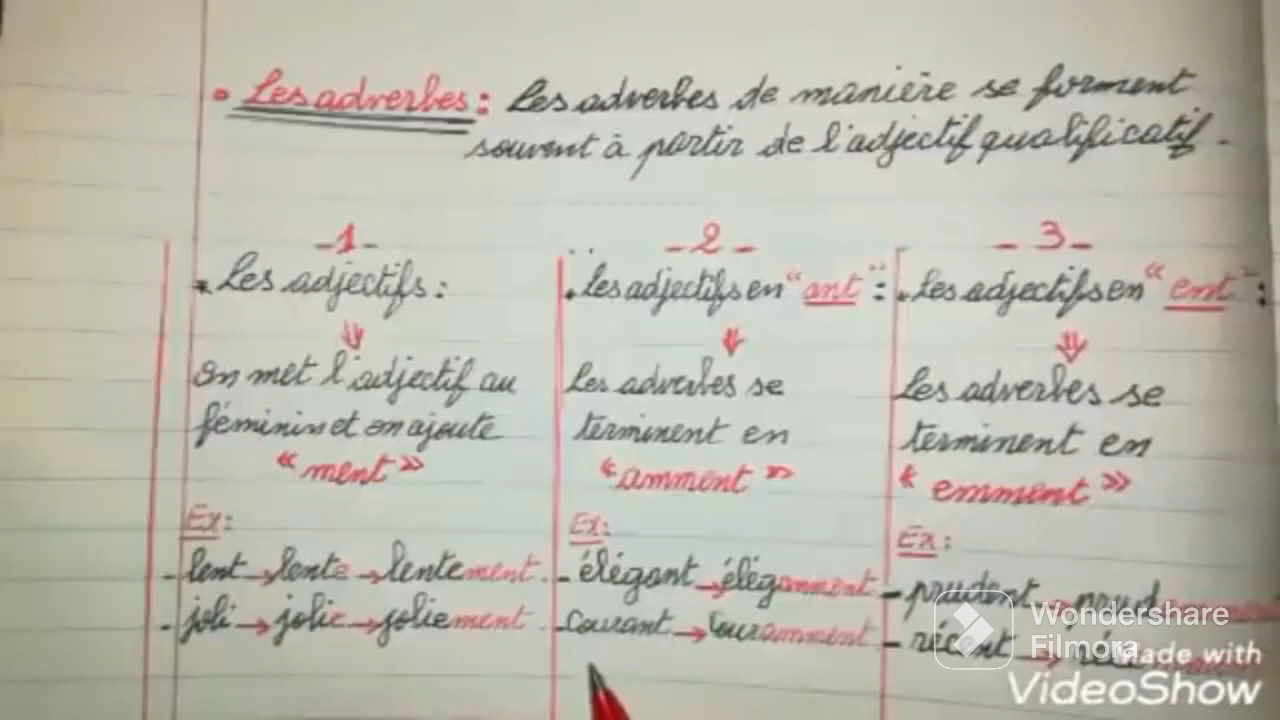 • Les adverbes : Les adverbes de manière se forment
souvent à partir de l'adjectif qualificatif.
-1-
• Les adjectifs :
On met l'adjectif au
féminin et on ajoute
« ment »
Ex :
- lent → lente → lentement
- joli → jolie → joliement
-2-
• Les adjectifs en "ant" :
Les adverbes se
terminent en
« amment »
Ex :
- élégant → élégamment
- courant → couramment
-3-
• Les adjectifs en "ent" :
Les adverbes se
terminent en
« emment »
Ex :
- prudent → prud
- récent → réc
Wondershare
Filmora
Made with
VideoShow